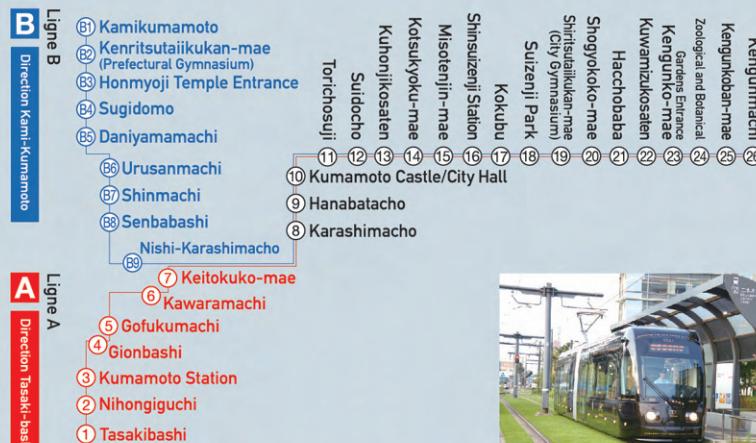 B
Ligne B
Direction Kami-Kumamoto
B1 Kamikumamoto
B2 Kenritsutaiikukan-mae
(Prefectural Gymnasium)
B3 Honmyoji Temple Entrance
B4 Sugidomo
B5 Daniyamamachi
B6 Urusanmachi
B7 Shinmachi
B8 Senbabashi
B9 Nishi-Karashimacho
A
Ligne A
Direction Tasaki-bas
7 Keitokuko-mae
6 Kawaramachi
5 Gofukumachi
4 Gionbashi
3 Kumamoto Station
2 Nihongiguchi
1 Tasakibashi
8 Karashimacho
9 Hanabatacho
10 Kumamoto Castle/City Hall
11 Torichosuji
12 Suidocho
13 Kuhonjikosaten
14 Kotsukyoku-mae
15 Misotenjin-mae
16 Shinsuizenji Station
17 Kokubu
18 Suizenji Park
19 Shiritsutaiikukan-mae
(City Gymnasium)
20 Shogyokoko-mae
21 Hacchobaba
22 Kuwamizukosaten
23 Kengunko-mae
24 Zoological and Botanical
Gardens Entrance
25 Kengunkoban-mae
26 Kengunmachi